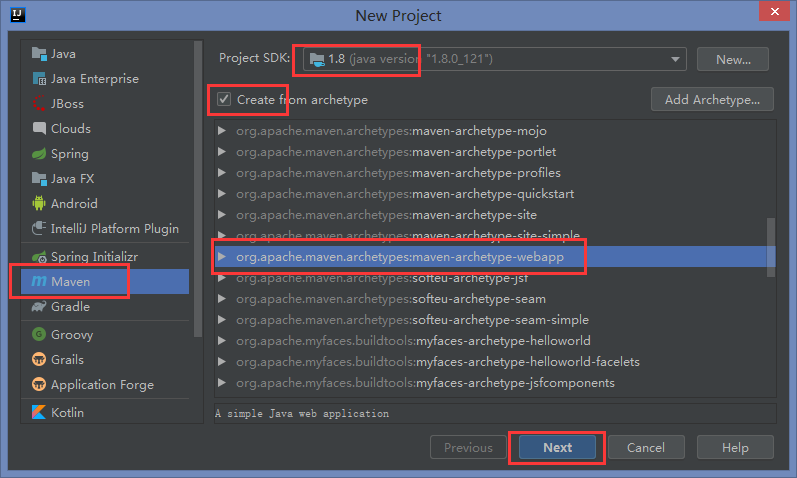 New Project
Java
Java Enterprise
JBoss
Clouds
Spring
Java FX
Android
IntelliJ Platform Plugin
Spring Initializr
Maven
Gradle
Groovy
Grails
Application Forge
Kotlin
Project SDK: 1.8 (java version "1.8.0_121") New...
Create from archetype Add Archetype...
org.apache.maven.archetypes:maven-archetype-mojo
org.apache.maven.archetypes:maven-archetype-portlet
org.apache.maven.archetypes:maven-archetype-profiles
org.apache.maven.archetypes:maven-archetype-quickstart
org.apache.maven.archetypes:maven-archetype-site
org.apache.maven.archetypes:maven-archetype-site-simple
org.apache.maven.archetypes:maven-archetype-webapp
org.apache.maven.archetypes:softeu-archetype-jsf
org.apache.maven.archetypes:softeu-archetype-seam
org.apache.maven.archetypes:softeu-archetype-seam-simple
org.apache.myfaces.buildtools:myfaces-archetype-helloworld
org.apache.myfaces.buildtools:myfaces-archetype-helloworld-facelets
org.apache.myfaces.buildtools:myfaces-archetype-jsfcomponents
A simple Java web application
Previous Next Cancel Help